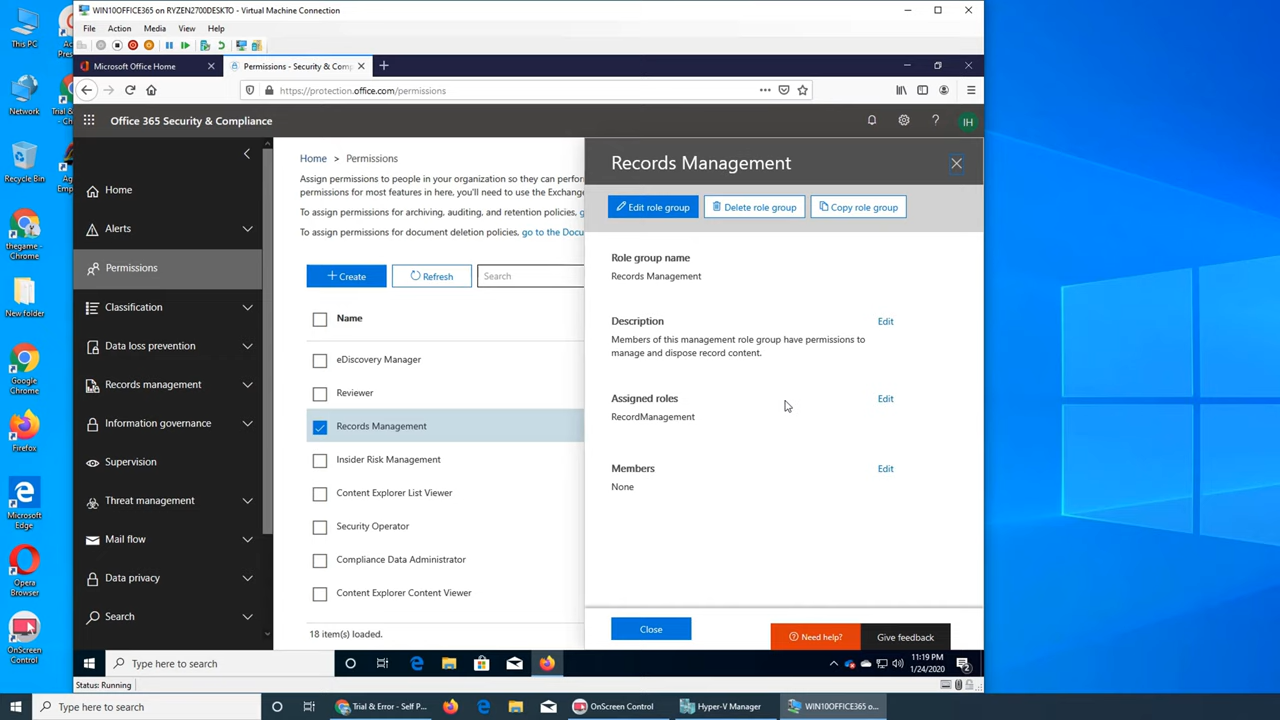 This PC
Network
Recycle Bin
thegame -
Chrome
New folder
Google
Chrome
Firefox
Microsoft
Edge
Opera
Browser
OnScreen
Control
WIN10OFFICE365 on RYZEN2700DESKTO - Virtual Machine Connection
File Action Media View Help
Microsoft Office Home
Permissions - Security & Comp
https://protection.office.com/permissions
Office 365 Security & Compliance
IH
Home
Alerts
Permissions
Classification
Data loss prevention
Records management
Information governance
Supervision
Threat management
Mail flow
Data privacy
Search
Home > Permissions
Assign permissions to people in your organization so they can perfor
permissions for most features in here, you'll need to use the Exchange
To assign permissions for archiving, auditing, and retention policies, g
To assign permissions for document deletion policies, go to the Docu
Create
Refresh
Search
Name
eDiscovery Manager
Reviewer
Records Management
Insider Risk Management
Content Explorer List Viewer
Security Operator
Compliance Data Administrator
Content Explorer Content Viewer
18 item(s) loaded.
Records Management
Edit role group
Delete role group
Copy role group
Role group name
Records Management
Description
Edit
Members of this management role group have permissions to
manage and dispose record content.
Assigned roles
Edit
RecordManagement
Members
Edit
None
Close
Need help?
Give feedback
Type here to search
11:19 PM
1/24/2020
2
Status: Running
Type here to search
Trial & Error - Self P...
OnScreen Control
Hyper-V Manager
WIN10OFFICE365 o...